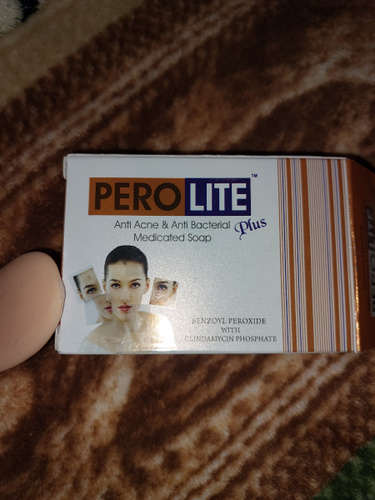 PEROLITE™
Anti Acne & Anti Bacterial Plus
Medicated Soap
BENZOYL PEROXIDE
WITH
CLINDAMYCIN PHOSPHATE